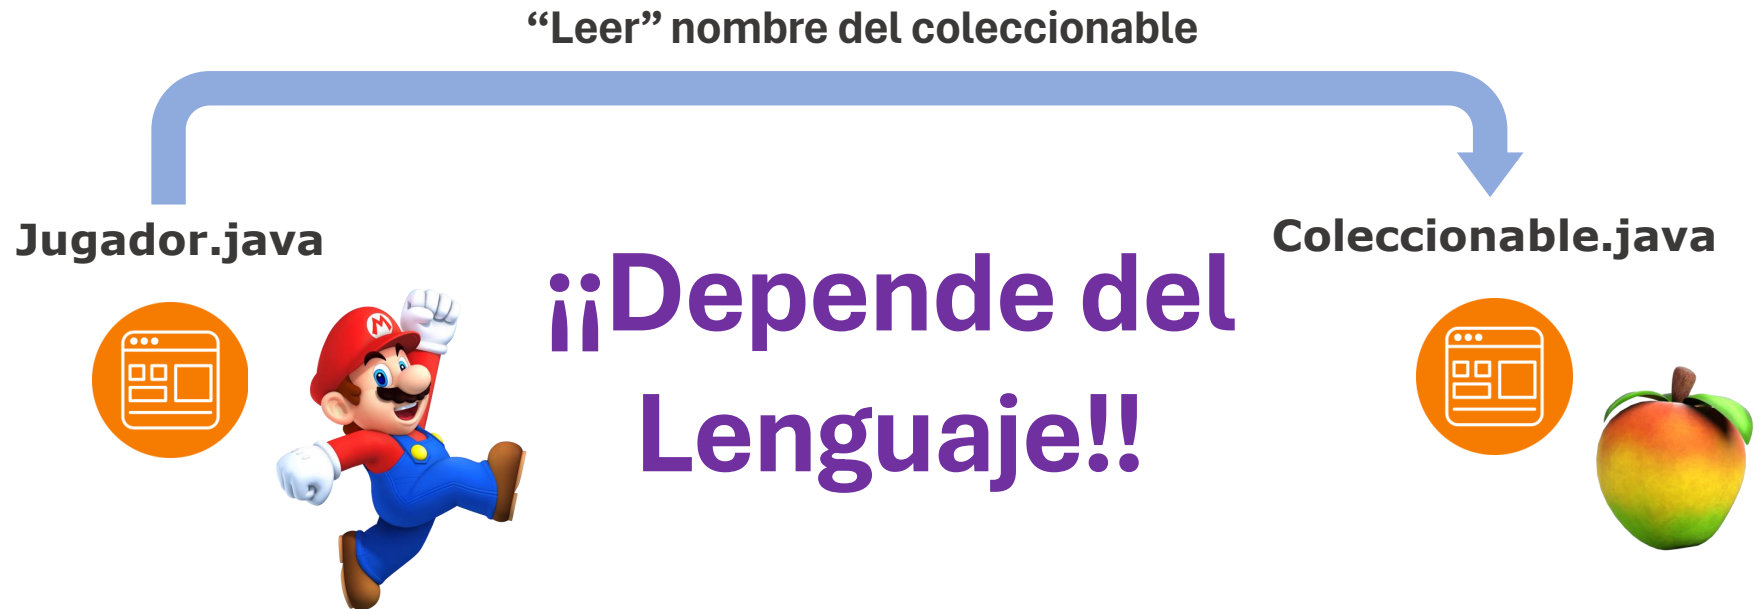 “Leer” nombre del coleccionable
Jugador.java
Coleccionable.java
¡¡Depende del
Lenguaje!!
M